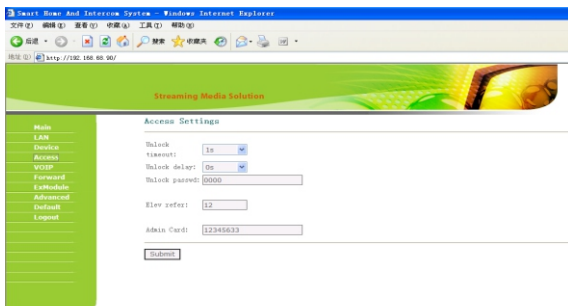 Smart Home And Intercom System - Windows Internet Explorer
文件(F) 编辑(E) 查看(V) 收藏(A) 工具(T) 帮助(H)
后退 搜索 收藏夹
地址(D) http://192.168.68.90/
Streaming Media Solution
Main
LAN
Device
Access
VOIP
Forward
ExModule
Advanced
Default
Logout
Access Settings
Unlock
timeout: 1s
Unlock delay: 0s
Unlock passwd: 0000
Elev refer: 12
Admin Card: 12345633
Submit